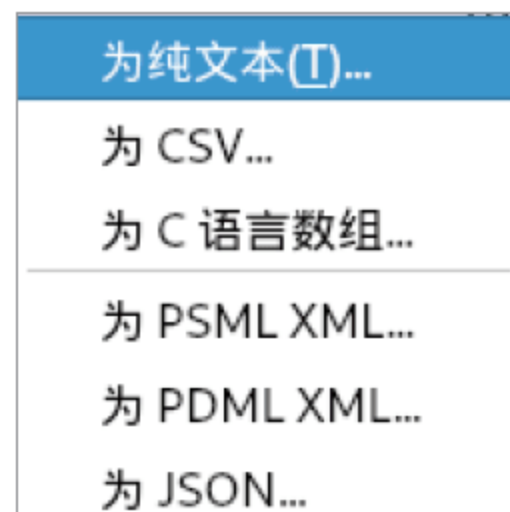 为纯文本(T)...
为 CSV...
为 C 语言数组...
为 PSML XML...
为 PDML XML...
为 JSON...